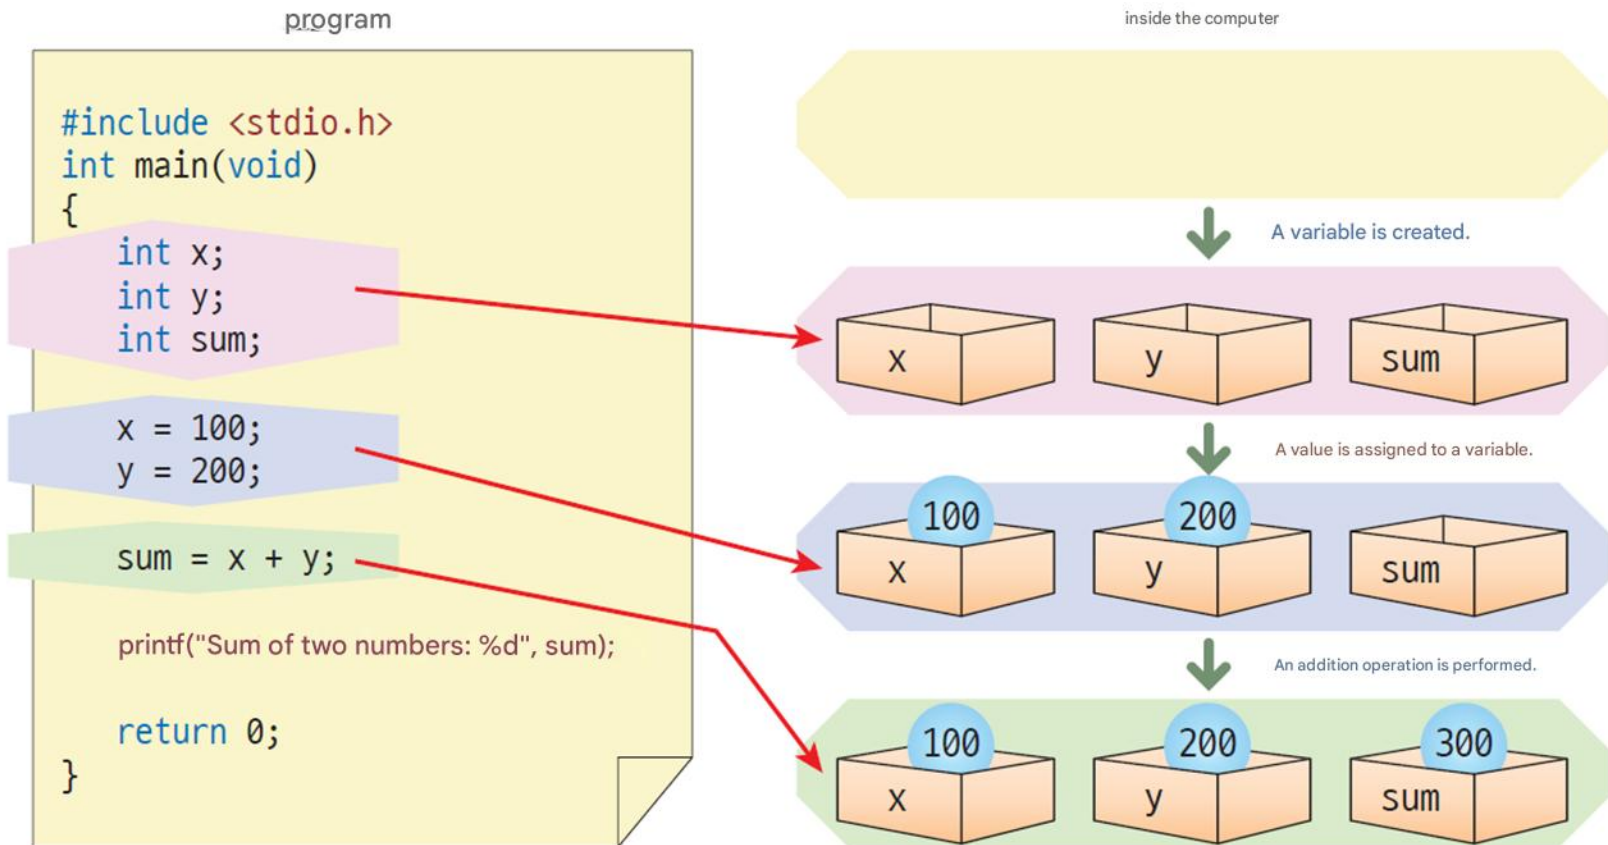 program
#include <stdio.h>
int main(void)
{
int x;
int y;
int sum;
x = 100;
y = 200;
sum = x + y;
printf("Sum of two numbers: %d", sum);
return 0;
}
inside the computer
A variable is created.
x y sum
A value is assigned to a variable.
100 200
x y sum
An addition operation is performed.
100 200 300
x y sum